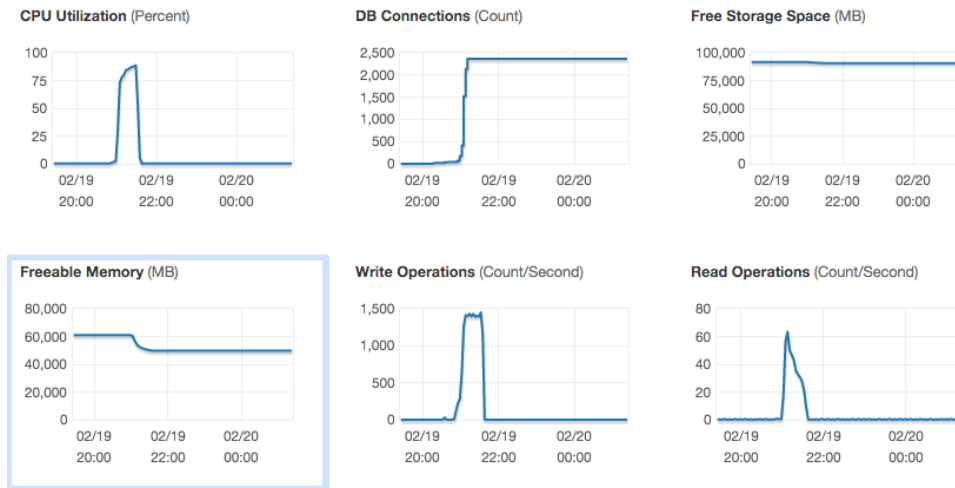 CPU Utilization (Percent)
100
75
50
25
0
02/19 02/19 02/20
20:00 22:00 00:00
DB Connections (Count)
2,500
2,000
1,500
1,000
500
0
02/19 02/19 02/20
20:00 22:00 00:00
Free Storage Space (MB)
100,000
75,000
50,000
25,000
0
02/19 02/19 02/20
20:00 22:00 00:00
Freeable Memory (MB)
80,000
60,000
40,000
20,000
0
02/19 02/19 02/20
20:00 22:00 00:00
Write Operations (Count/Second)
1,500
1,000
500
0
02/19 02/19 02/20
20:00 22:00 00:00
Read Operations (Count/Second)
80
60
40
20
0
02/19 02/19 02/20
20:00 22:00 00:00